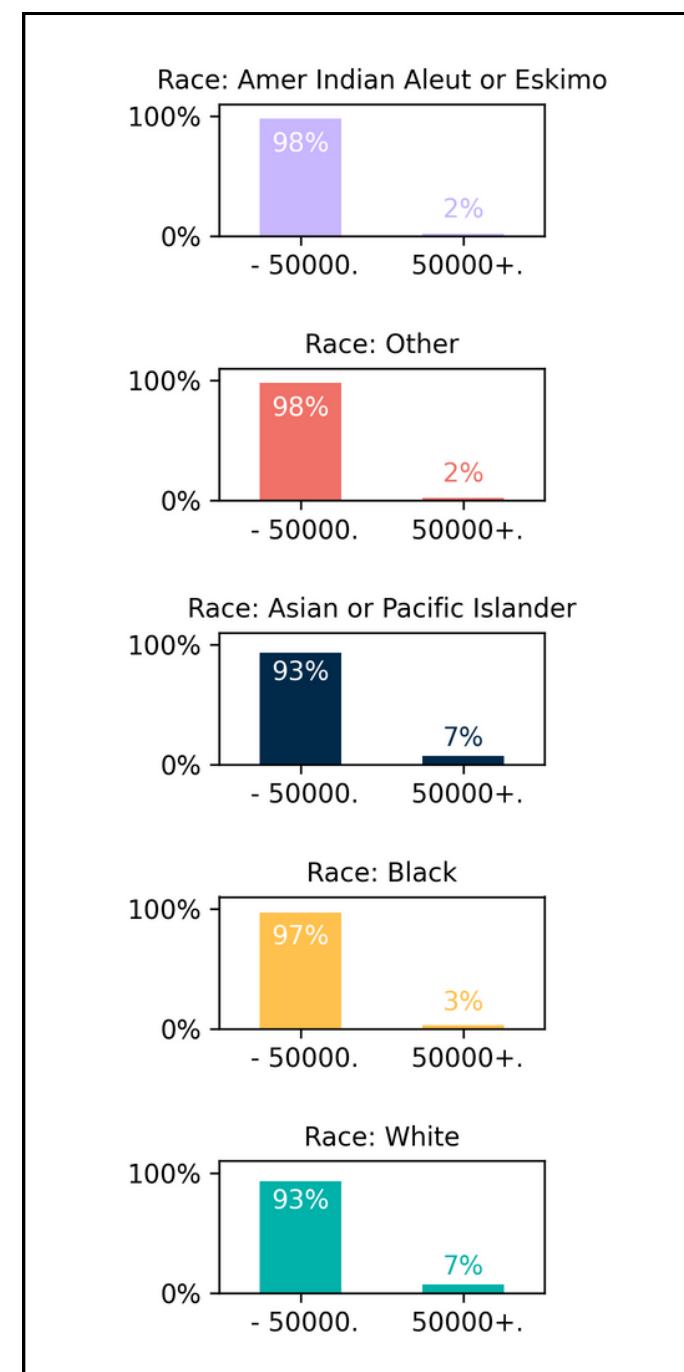 Race: Amer Indian Aleut or Eskimo
100%
98%
2%
0%
- 50000. 50000+.
Race: Other
100%
98%
2%
0%
- 50000. 50000+.
Race: Asian or Pacific Islander
100%
93%
7%
0%
- 50000. 50000+.
Race: Black
100%
97%
3%
0%
- 50000. 50000+.
Race: White
100%
93%
7%
0%
- 50000. 50000+.